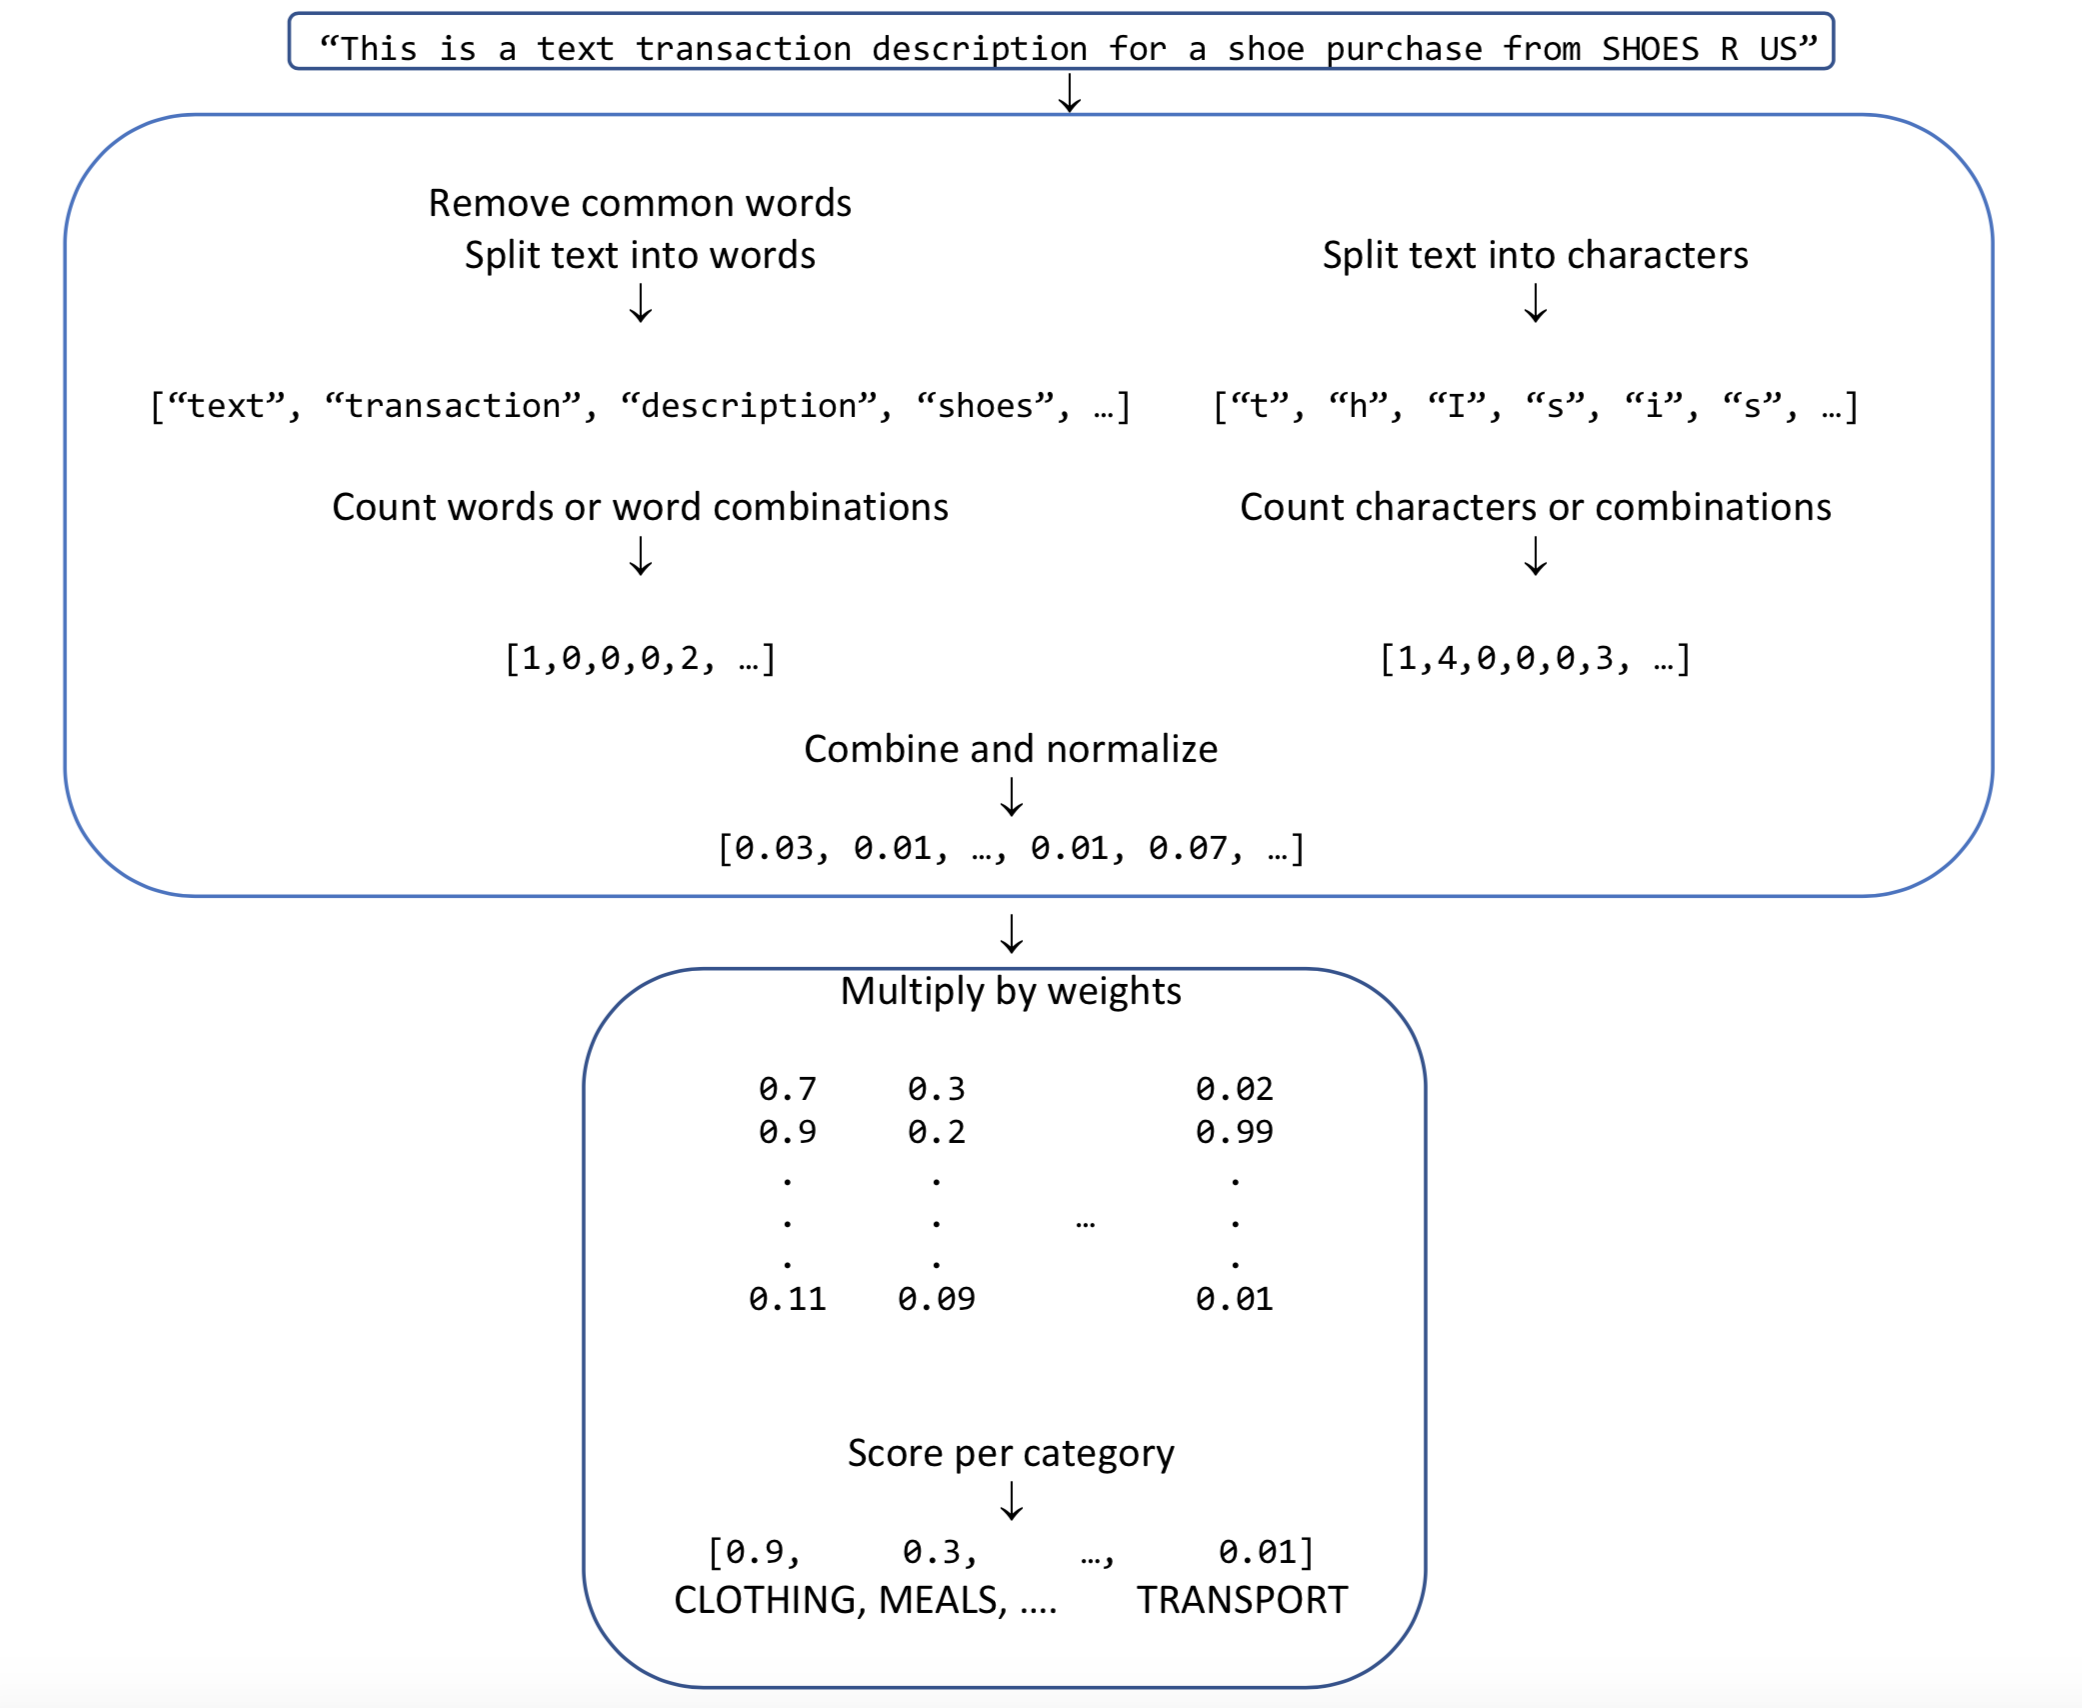 “This is a text transaction description for a shoe purchase from SHOES R US”
↓
Remove common words
Split text into words
↓
[“text”, “transaction”, “description”, “shoes”, …]
Count words or word combinations
↓
[1,0,0,0,2, …]
Split text into characters
↓
[“t”, “h”, “I”, “s”, “i”, “s”, …]
Count characters or combinations
↓
[1,4,0,0,0,3, …]
Combine and normalize
↓
[0.03, 0.01, …, 0.01, 0.07, …]
↓
Multiply by weights
0.7 0.3 0.02
0.9 0.2 0.99
. . .
. . … .
. . .
0.11 0.09 0.01
Score per category
↓
[0.9, 0.3, …, 0.01]
CLOTHING, MEALS, .... TRANSPORT